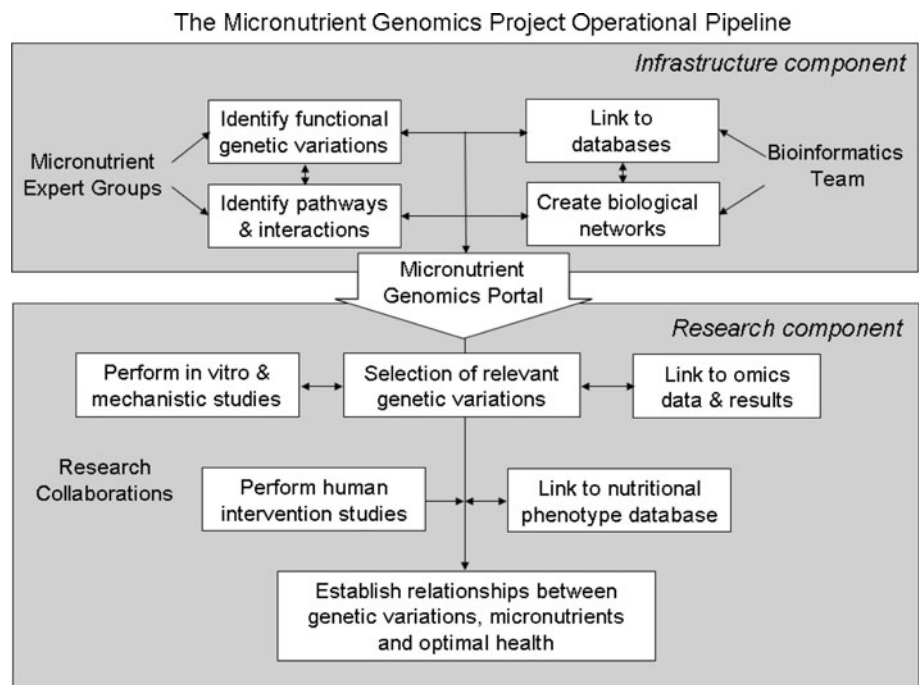 The Micronutrient Genomics Project Operational Pipeline
Infrastructure component
Identify functional
genetic variations
Link to
databases
Micronutrient
Expert Groups
Bioinformatics
Team
Identify pathways
& interactions
Create biological
networks
Micronutrient
Genomics Portal
Research component
Perform in vitro &
mechanistic studies
Selection of relevant
genetic variations
Link to omics
data & results
Research
Collaborations
Perform human
intervention studies
Link to nutritional
phenotype database
Establish relationships between
genetic variations, micronutrients
and optimal health